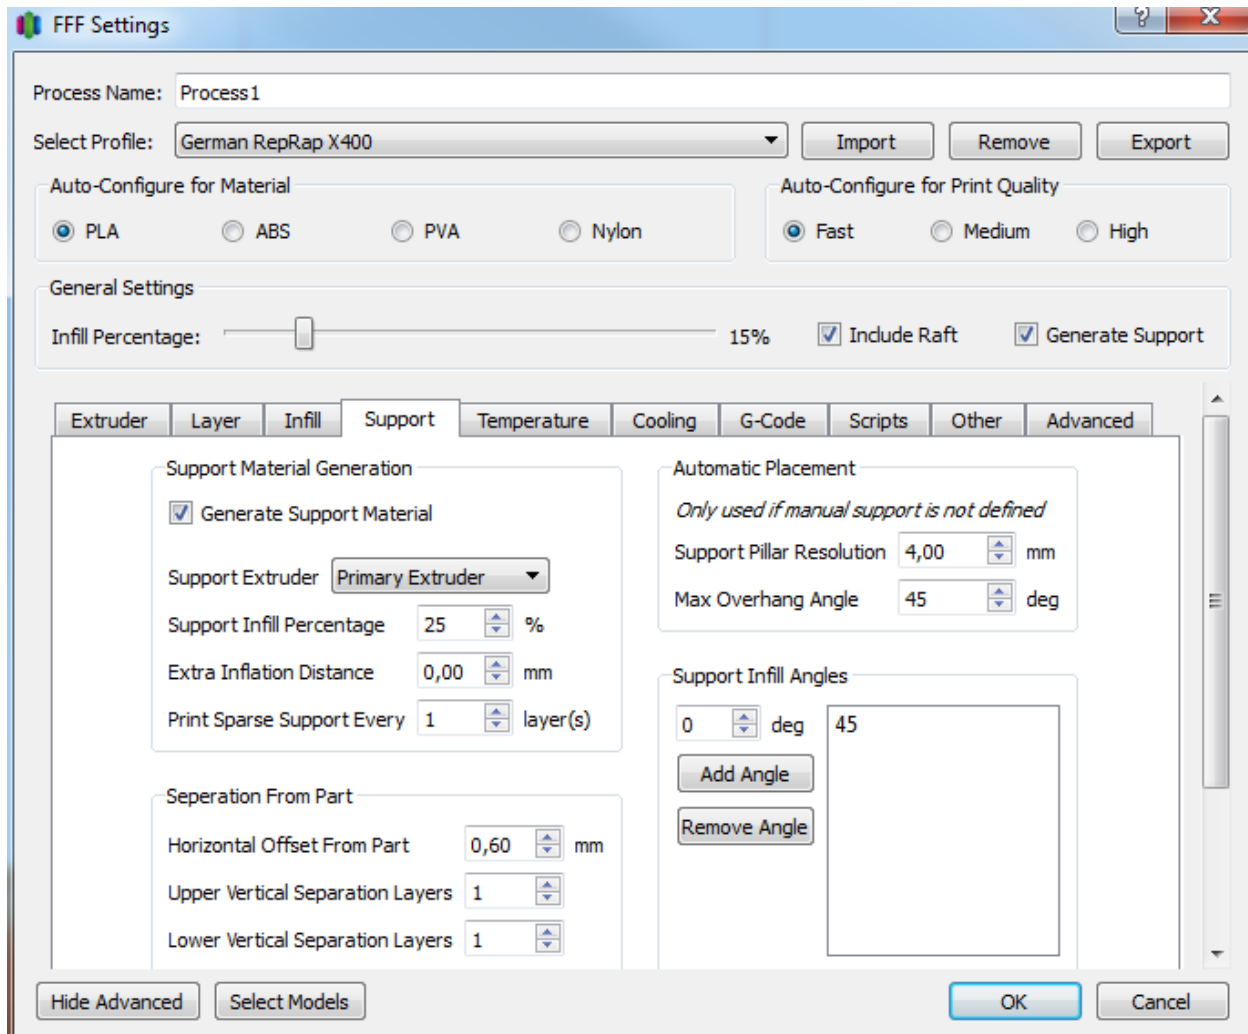 FFF Settings
?
X
Process Name: Process1
Select Profile: German RepRap X400 Import Remove Export
Auto-Configure for Material
PLA ABS PVA Nylon
Auto-Configure for Print Quality
Fast Medium High
General Settings
Infill Percentage: 15% Include Raft Generate Support
Extruder Layer Infill Support Temperature Cooling G-Code Scripts Other Advanced
Support Material Generation
Generate Support Material
Support Extruder Primary Extruder
Support Infill Percentage 25 %
Extra Inflation Distance 0,00 mm
Print Sparse Support Every 1 layer(s)
Seperation From Part
Horizontal Offset From Part 0,60 mm
Upper Vertical Separation Layers 1
Lower Vertical Separation Layers 1
Automatic Placement
Only used if manual support is not defined
Support Pillar Resolution 4,00 mm
Max Overhang Angle 45 deg
Support Infill Angles
0 deg 45
Add Angle
Remove Angle
Hide Advanced Select Models OK Cancel